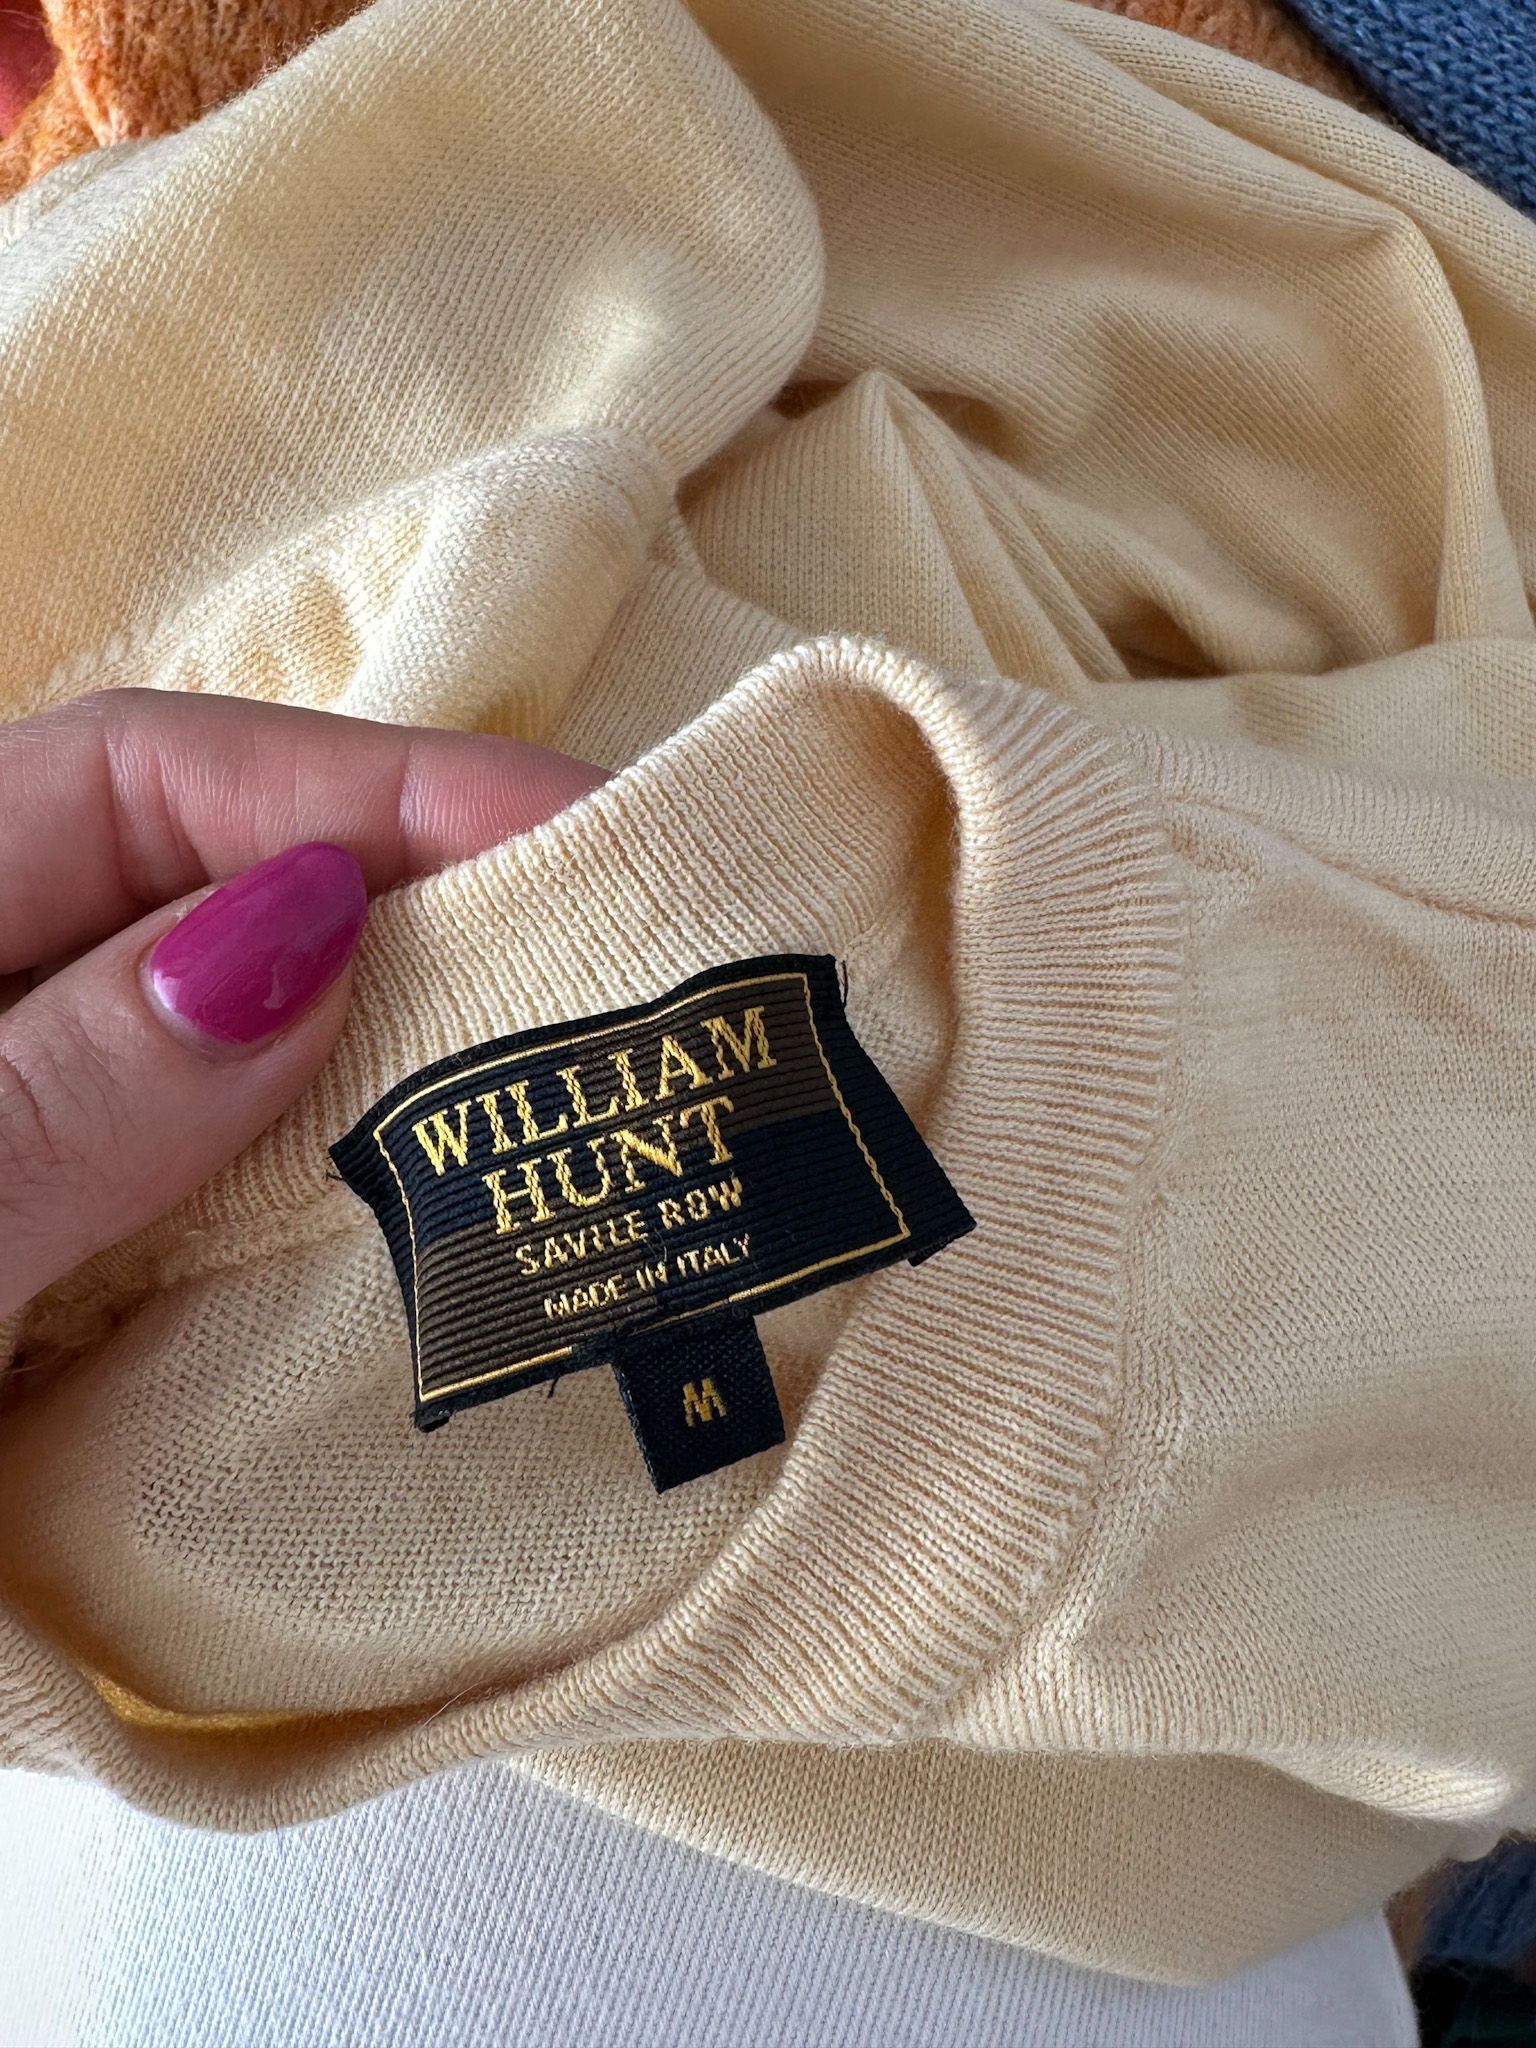 WILLIAM
HUNT
SAVILE ROW
MADE IN ITALY
M